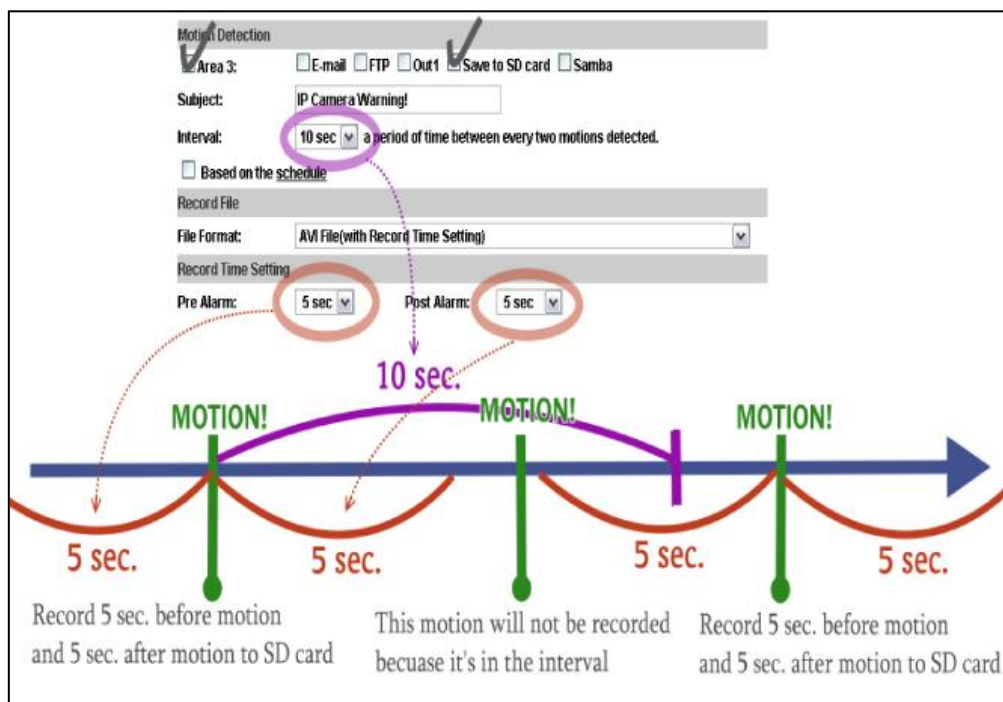 Motion Detection
Area 3: E-mail FTP Out1 Save to SD card Samba
Subject: IP Camera Warning!
Interval: 10 sec a period of time between every two motions detected.
Based on the schedule
Record File
File Format: AVI File(with Record Time Setting)
Record Time Setting
Pre Alarm: 5 sec Post Alarm: 5 sec
10 sec.
MOTION! MOTION! MOTION!
5 sec. 5 sec. 5 sec. 5 sec.
Record 5 sec. before motion
and 5 sec. after motion to SD card
This motion will not be recorded
becuase it's in the interval
Record 5 sec. before motion
and 5 sec. after motion to SD card